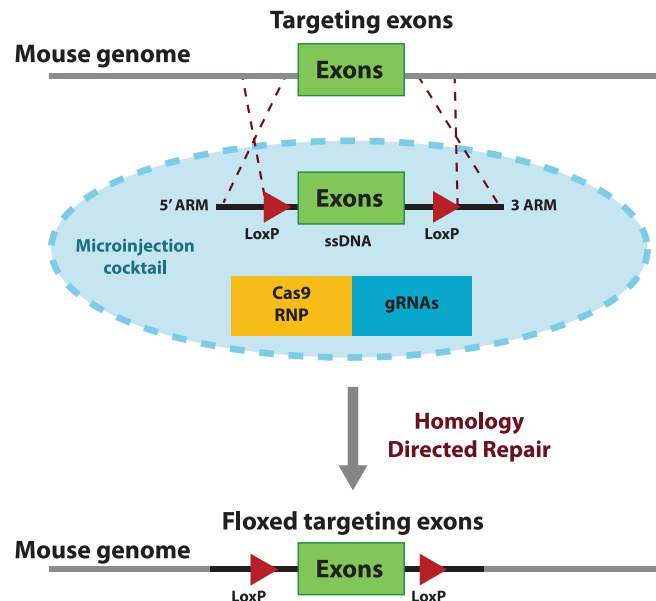 Targeting exons
Mouse genome
Exons
5' ARM
Exons
3 ARM
LoxP
ssDNA
LoxP
Microinjection
cocktail
Cas9
RNP
gRNAs
Homology
Directed Repair
Floxed targeting exons
Mouse genome
Exons
LoxP
LoxP